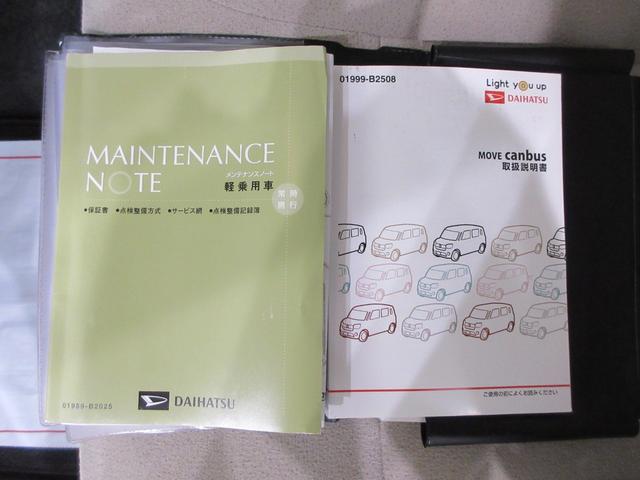 MAINTENANCE
NOTE
メンテナンスノート
軽乗用車
常時
携行
•保証書 •点検整備方式 •サービス網 •点検整備記録簿
01999-B2025
DAIHATSU
01999-B2508
Light you up
DAIHATSU
MOVE canbus
取扱説明書
ご使用の前によくお読みください